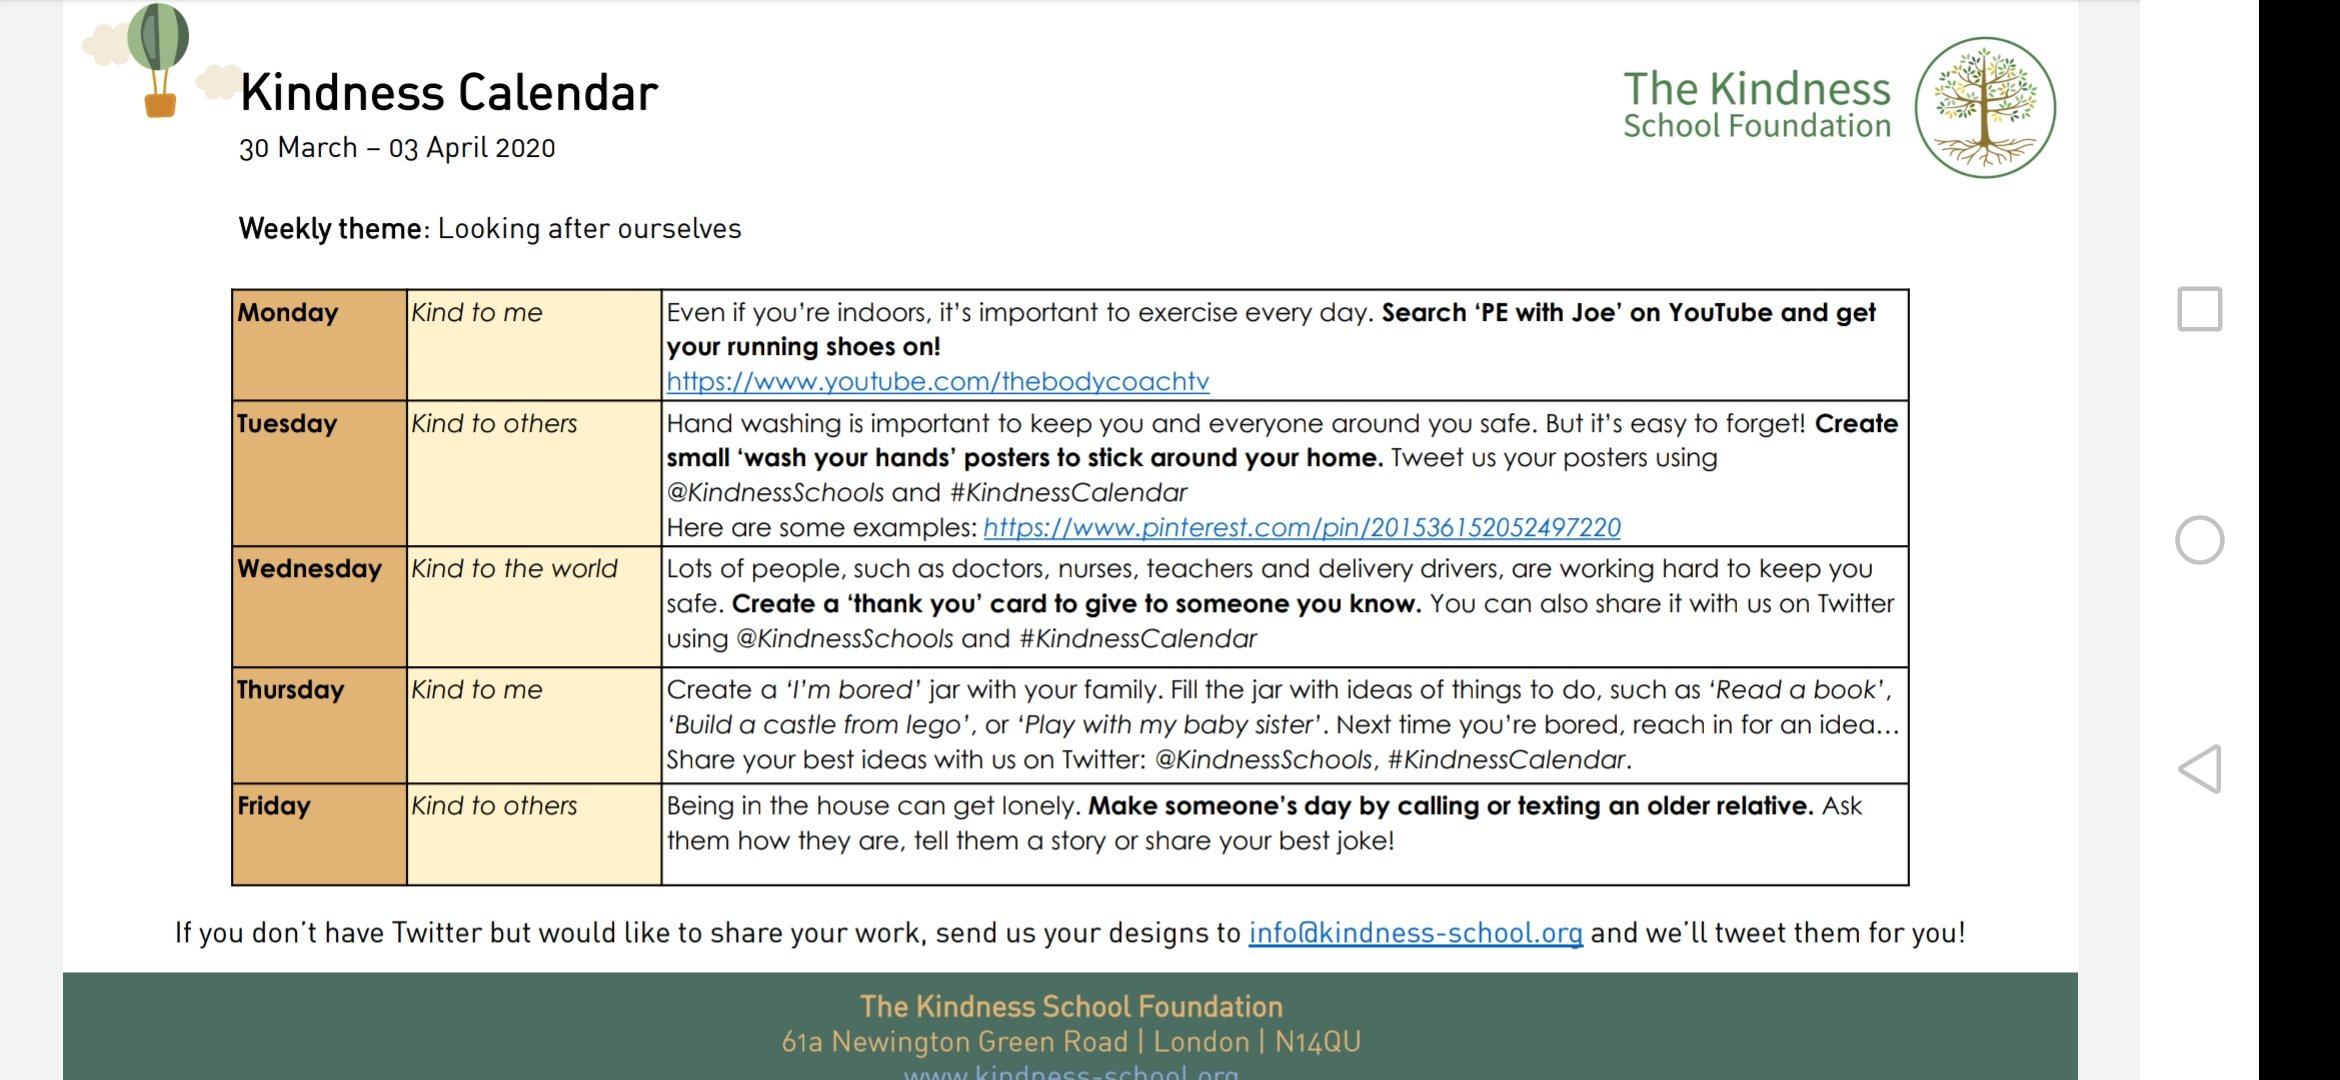 Kindness Calendar
30 March – 03 April 2020
The Kindness
School Foundation
Weekly theme: Looking after ourselves
Monday
Kind to me
Even if you’re indoors, it’s important to exercise every day. Search ‘PE with Joe’ on YouTube and get
your running shoes on!
https://www.youtube.com/thebodycoachtv
Tuesday
Kind to others
Hand washing is important to keep you and everyone around you safe. But it’s easy to forget! Create
small ‘wash your hands’ posters to stick around your home. Tweet us your posters using
@KindnessSchools and #KindnessCalendar
Here are some examples: https://www.pinterest.com/pin/201536152052497220
Wednesday
Kind to the world
Lots of people, such as doctors, nurses, teachers and delivery drivers, are working hard to keep you
safe. Create a ‘thank you’ card to give to someone you know. You can also share it with us on Twitter
using @KindnessSchools and #KindnessCalendar
Thursday
Kind to me
Create a ‘I’m bored’ jar with your family. Fill the jar with ideas of things to do, such as ‘Read a book’,
‘Build a castle from lego’, or ‘Play with my baby sister’. Next time you’re bored, reach in for an idea…
Share your best ideas with us on Twitter: @KindnessSchools, #KindnessCalendar.
Friday
Kind to others
Being in the house can get lonely. Make someone’s day by calling or texting an older relative. Ask
them how they are, tell them a story or share your best joke!
If you don’t have Twitter but would like to share your work, send us your designs to info@kindness-school.org and we’ll tweet them for you!
The Kindness School Foundation
61a Newington Green Road | London | N14QU
www.kindness-school.org